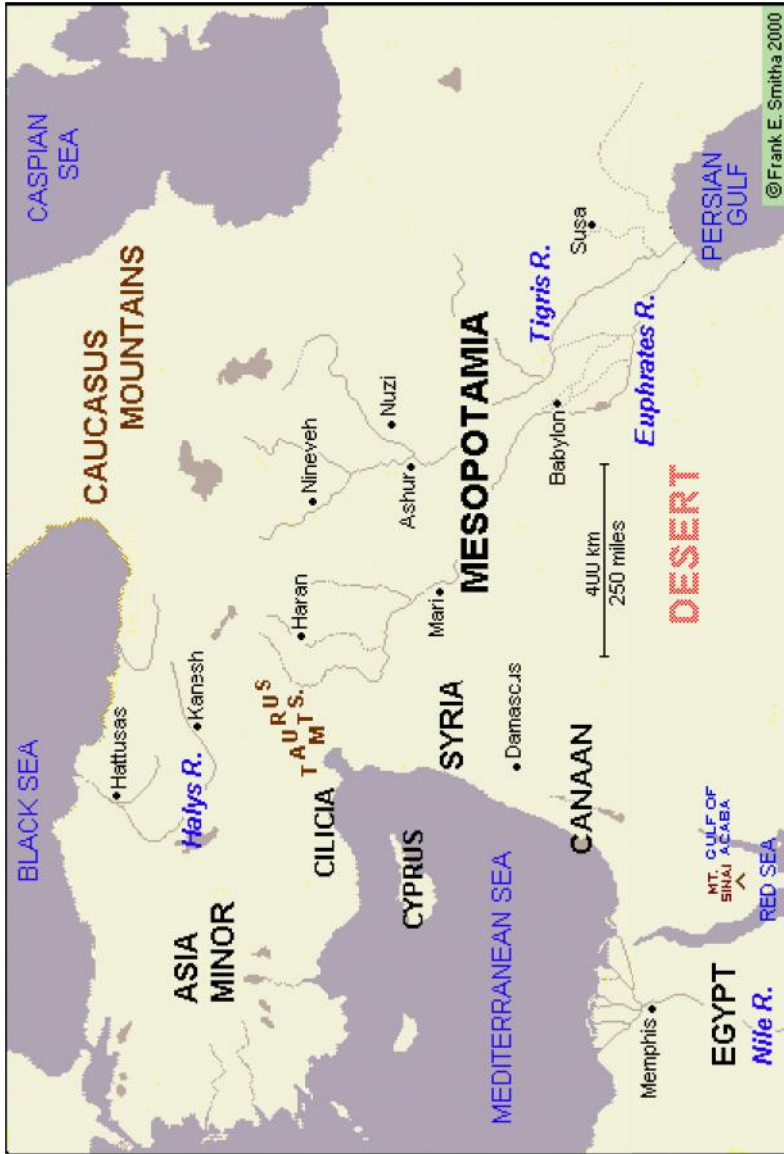 BLACK SEA
CASPIAN
SEA
CAUCASUS
MOUNTAINS
Hattusas
Kanesh
Halys R.
ASIA
MINOR
TAURUS
MTS.
CILICIA
Haran
Nineveh
Nuzi
Ashur
CYPRUS
SYRIA
Mari
MESOPOTAMIA
Tigris R.
Susa
MEDITERRANEAN SEA
Damascus
Babylon
CANAAN
400 km
250 miles
Euphrates R.
DESERT
PERSIAN
GULF
Memphis
EGYPT
Nile R.
MT.
SINAI
GULF OF
ACABA
RED SEA
©Frank E. Smitha 2000